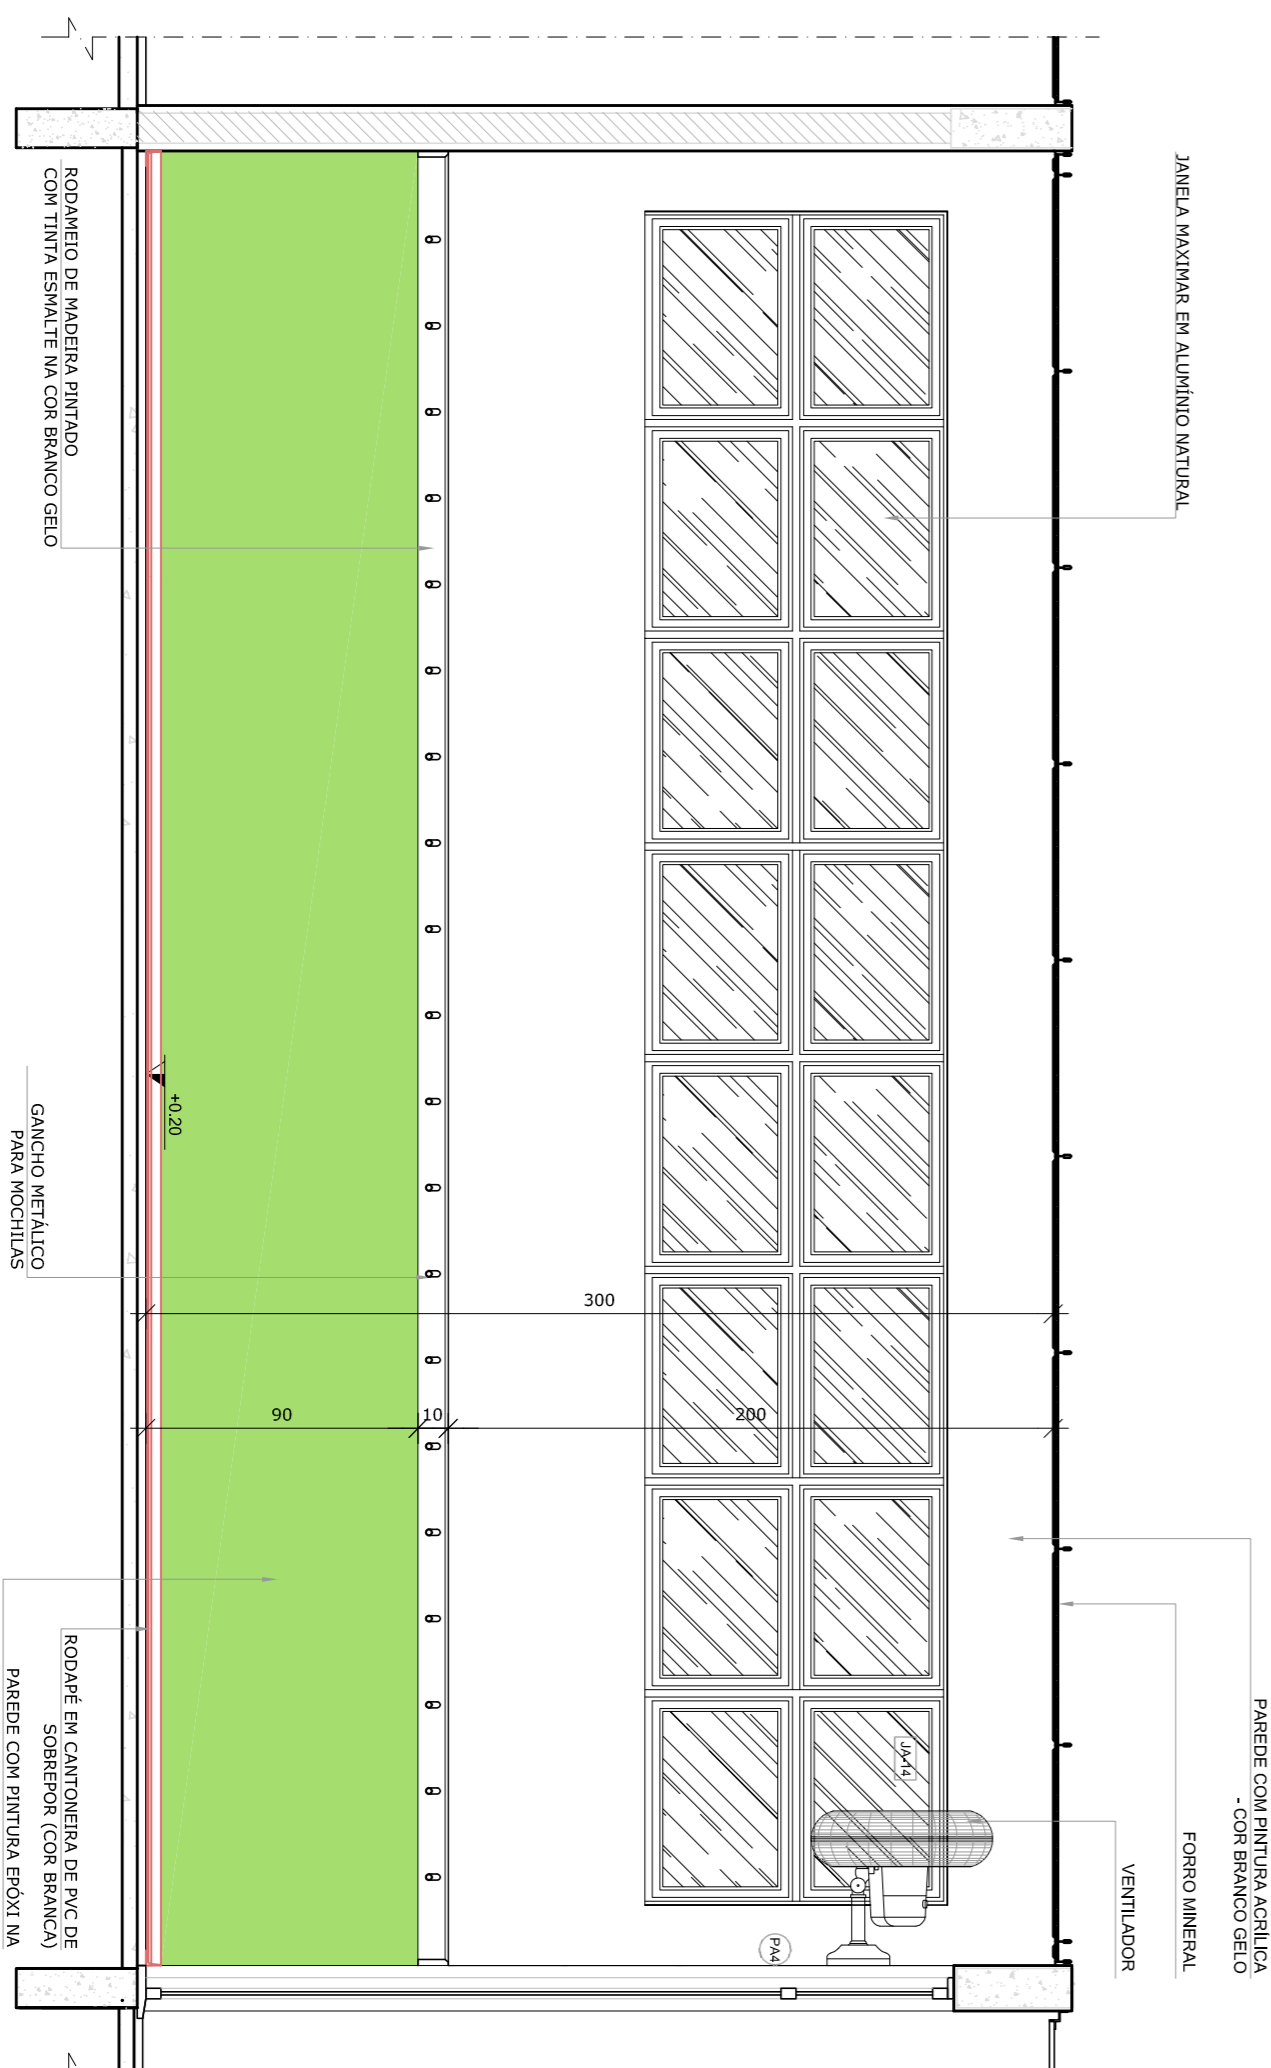 JANELA MAXIMAR EM ALUMÍNIO NATURAL
PAREDE COM PINTURA ACRÍLICA
- COR BRANCO GELO
FORRO MINERAL
VENTILADOR
JA-14
PA4
300
200
10
90
+0.20
RODAMEIO DE MADEIRA PINTADO
COM TINTA ESMALTE NA COR BRANCO GELO
GANCHO METÁLICO
PARA MOCHILAS
RODAPÉ EM CANTONEIRA DE PVC DE
SOBREPOR (COR BRANCA)
PAREDE COM PINTURA EPÓXI NA